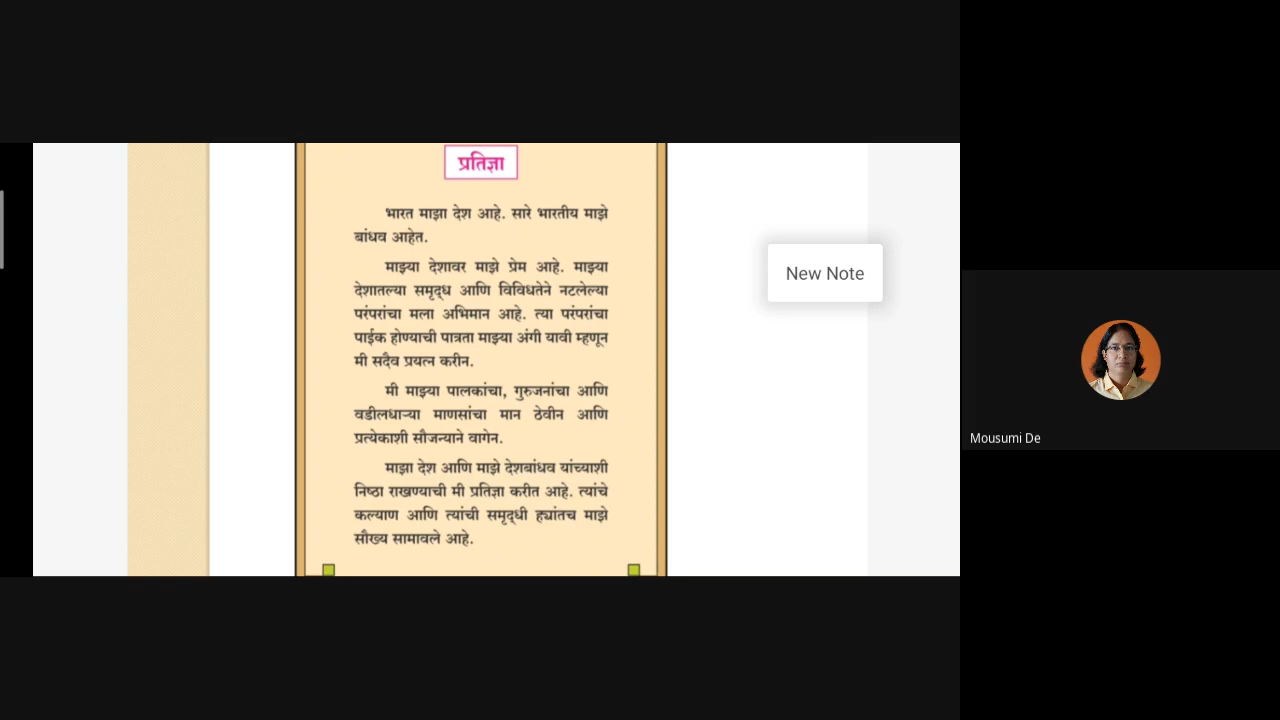 प्रतिज्ञा
भारत माझा देश आहे. सारे भारतीय माझे
बांधव आहेत.
माझ्या देशावर माझे प्रेम आहे. माझ्या
देशातल्या समृद्ध आणि विविधतेने नटलेल्या
परंपरांचा मला अभिमान आहे. त्या परंपरांचा
पाईक होण्याची पात्रता माझ्या अंगी यावी म्हणून
मी सदैव प्रयत्न करीन.
मी माझ्या पालकांचा, गुरुजनांचा आणि
वडीलधाऱ्या माणसांचा मान ठेवीन आणि
प्रत्येकाशी सौजन्याने वागेन.
माझा देश आणि माझे देशबांधव यांच्याशी
निष्ठा राखण्याची मी प्रतिज्ञा करीत आहे. त्यांचे
कल्याण आणि त्यांची समृद्धी ह्यांतच माझे
सौख्य सामावले आहे.
New Note
Mousumi De